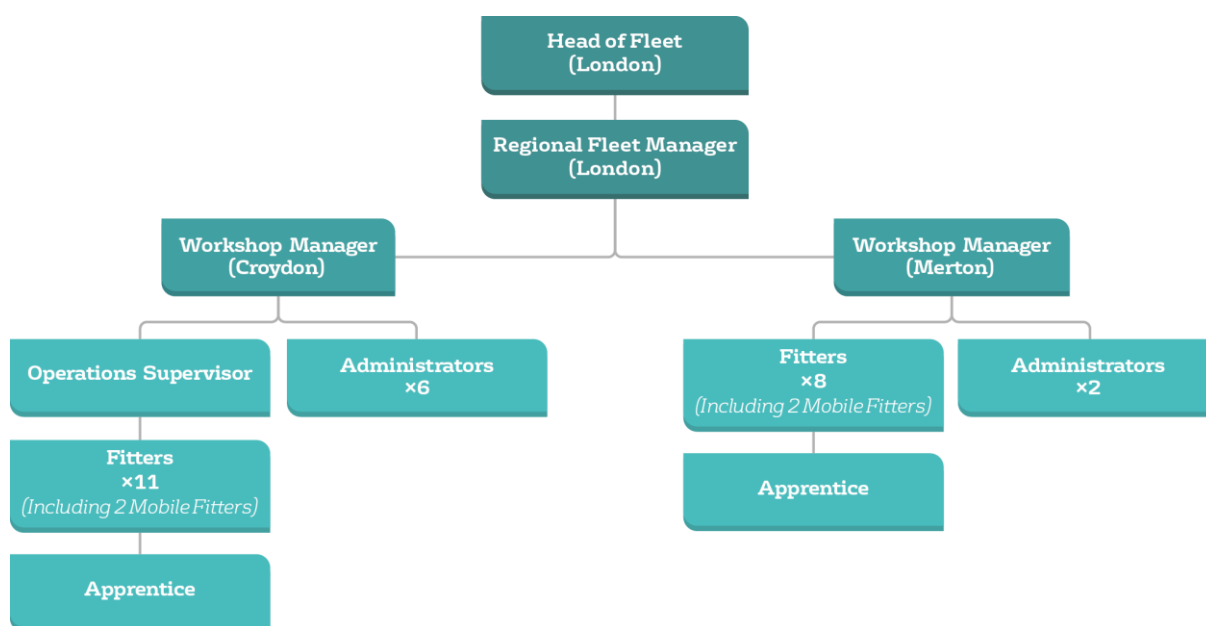 Head of Fleet
(London)
Regional Fleet Manager
(London)
Workshop Manager
(Croydon)
Workshop Manager
(Merton)
Operations Supervisor
Administrators
×6
Fitters
×8
(Including 2 Mobile Fitters)
Administrators
×2
Fitters
×11
(Including 2 Mobile Fitters)
Apprentice
Apprentice